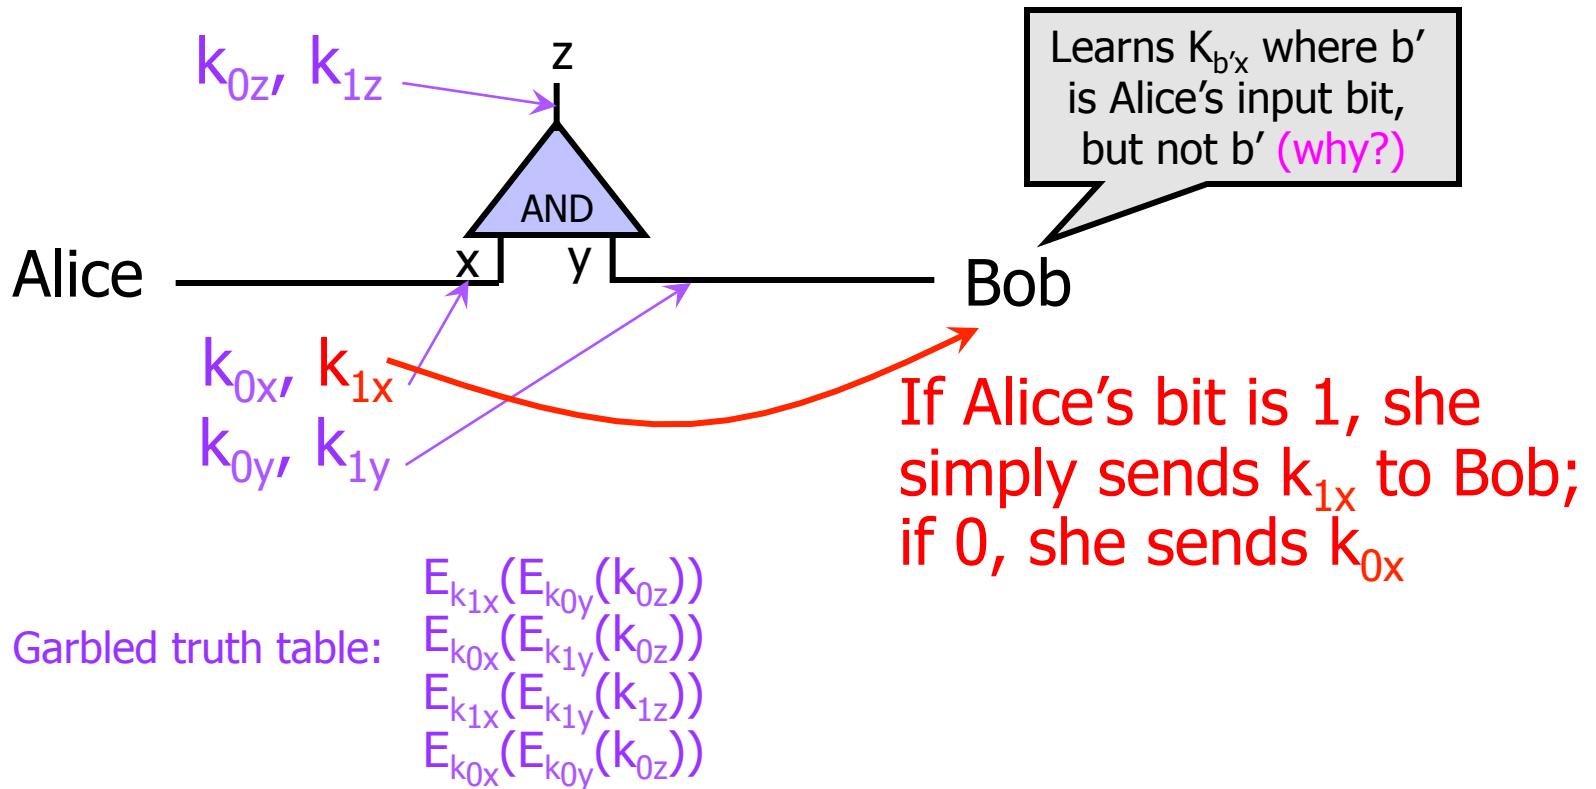 k0z, k1z
z
Learns Kb′x where b′
is Alice’s input bit,
but not b′ (why?)
AND
Alice
x
y
Bob
k0x, k1x
k0y, k1y
If Alice’s bit is 1, she
simply sends k1x to Bob;
if 0, she sends k0x
Garbled truth table:
Ek1x(Ek0y(k0z))
Ek0x(Ek1y(k0z))
Ek1x(Ek1y(k1z))
Ek0x(Ek0y(k0z))